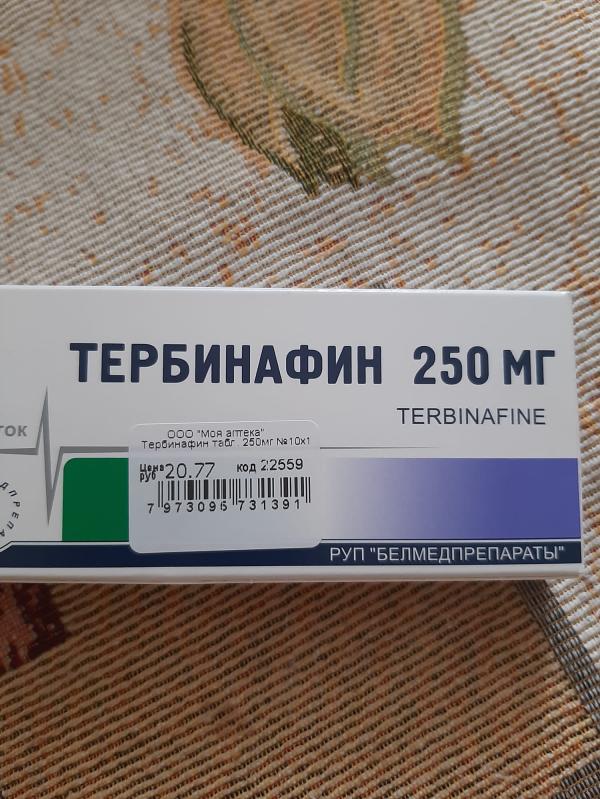 ТЕРБИНАФИН 250 МГ
TERBINAFINE
ТОК
ООО "Моя аптека"
Тербинафин табл. 250мг №10х1
Цена руб 20.77 код 22559
7 973096 731391
РУП "БЕЛМЕДПРЕПАРАТЫ"